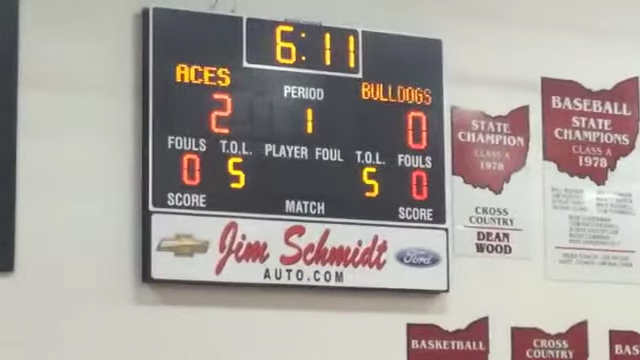 6:11
ACES
BULLDOGS
2
PERIOD
0
1
FOULS
T.O.L.
PLAYER FOUL
T.O.L.
FOULS
0
5
5
0
SCORE
MATCH
SCORE
Jim Schmidt
AUTO.COM
Ford
STATE
CHAMPION
CLASS A
1978
CROSS
COUNTRY
DEAN
WOOD
BASEBALL
STATE
CHAMPIONS
CLASS A
1978
BASKETBALL
CROSS
COUNTRY
BAS